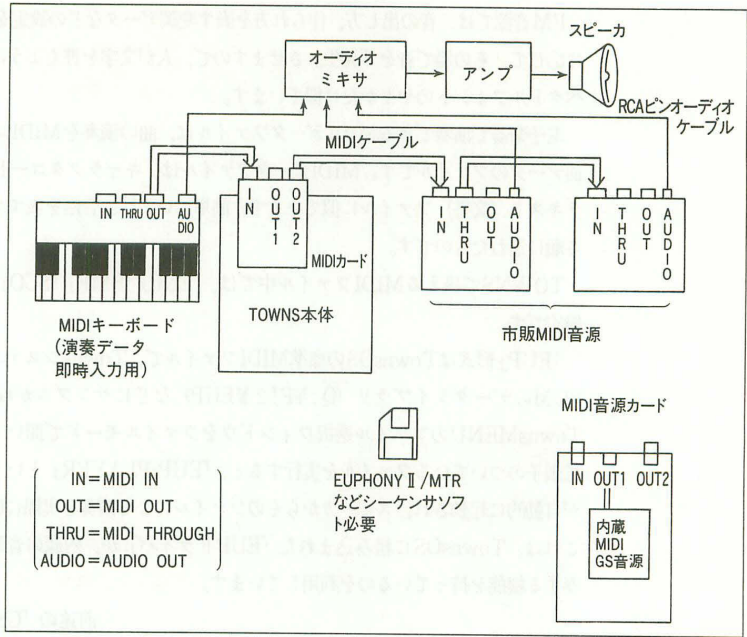 スピーカ
オーディオ
ミキサ
アンプ
RCAピンオーディオ
ケーブル
MIDIケーブル
IN THRU OUT AUDIO
IN
OUT1
OUT2
MIDIカード
TOWNS本体
IN
THRU
OUT
AUDIO
IN
THRU
OUT
AUDIO
市販MIDI音源
MIDIキーボード
(演奏データ
即時入力用)
MIDI音源カード
IN OUT1 OUT2
内蔵
MIDI
GS音源
EUPHONYⅡ/MTR
などシーケンサソフ
ト必要
IN=MIDI IN
OUT=MIDI OUT
THRU=MIDI THROUGH
AUDIO=AUDIO OUT